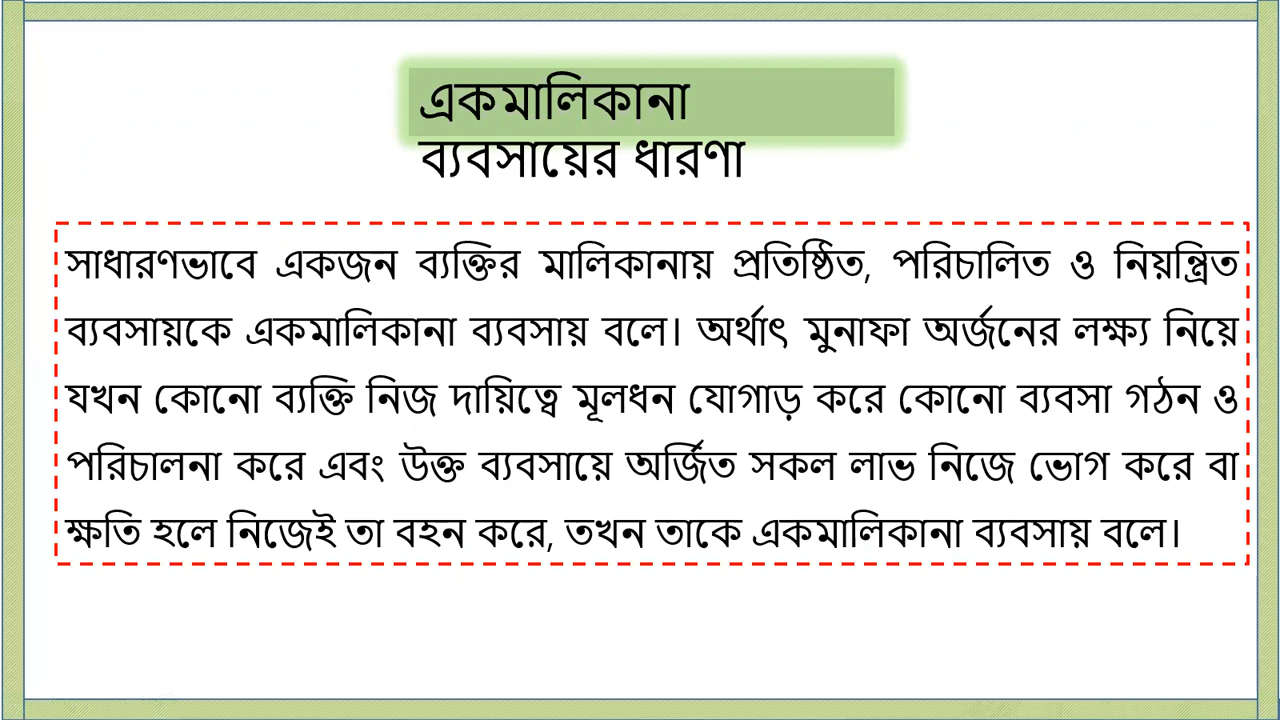 একমালিকানা
ব্যবসায়ের ধারণা
সাধারণভাবে একজন ব্যক্তির মালিকানায় প্রতিষ্ঠিত, পরিচালিত ও নিয়ন্ত্রিত
ব্যবসায়কে একমালিকানা ব্যবসায় বলে। অর্থাৎ মুনাফা অর্জনের লক্ষ্য নিয়ে
যখন কোনো ব্যক্তি নিজ দায়িত্বে মূলধন যোগাড় করে কোনো ব্যবসা গঠন ও
পরিচালনা করে এবং উক্ত ব্যবসায়ে অর্জিত সকল লাভ নিজে ভোগ করে বা
ক্ষতি হলে নিজেই তা বহন করে, তখন তাকে একমালিকানা ব্যবসায় বলে।